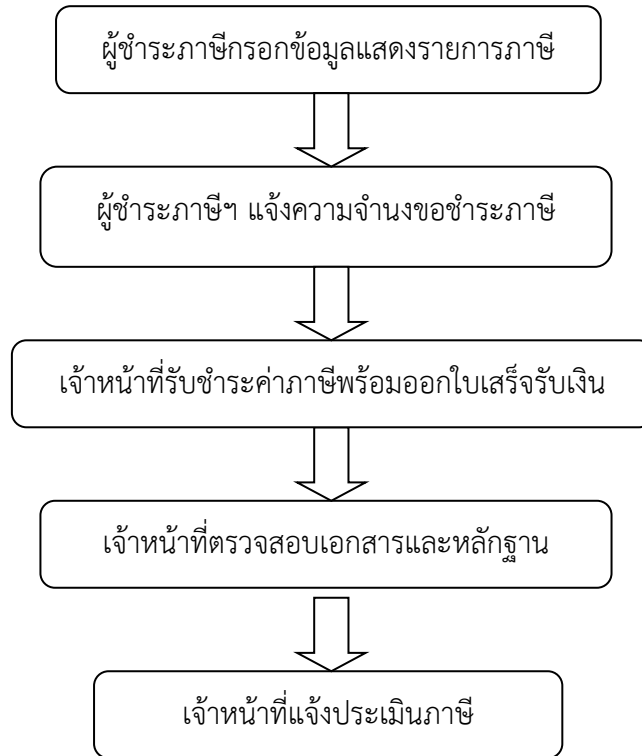 ผู้ชำระภาษีกรอกข้อมูลแสดงรายการภาษี
ผู้ชำระภาษีฯ แจ้งความจำนงขอชำระภาษี
เจ้าหน้าที่รับชำระค่าภาษีพร้อมออกใบเสร็จรับเงิน
เจ้าหน้าที่ตรวจสอบเอกสารและหลักฐาน
เจ้าหน้าที่แจ้งประเมินภาษี